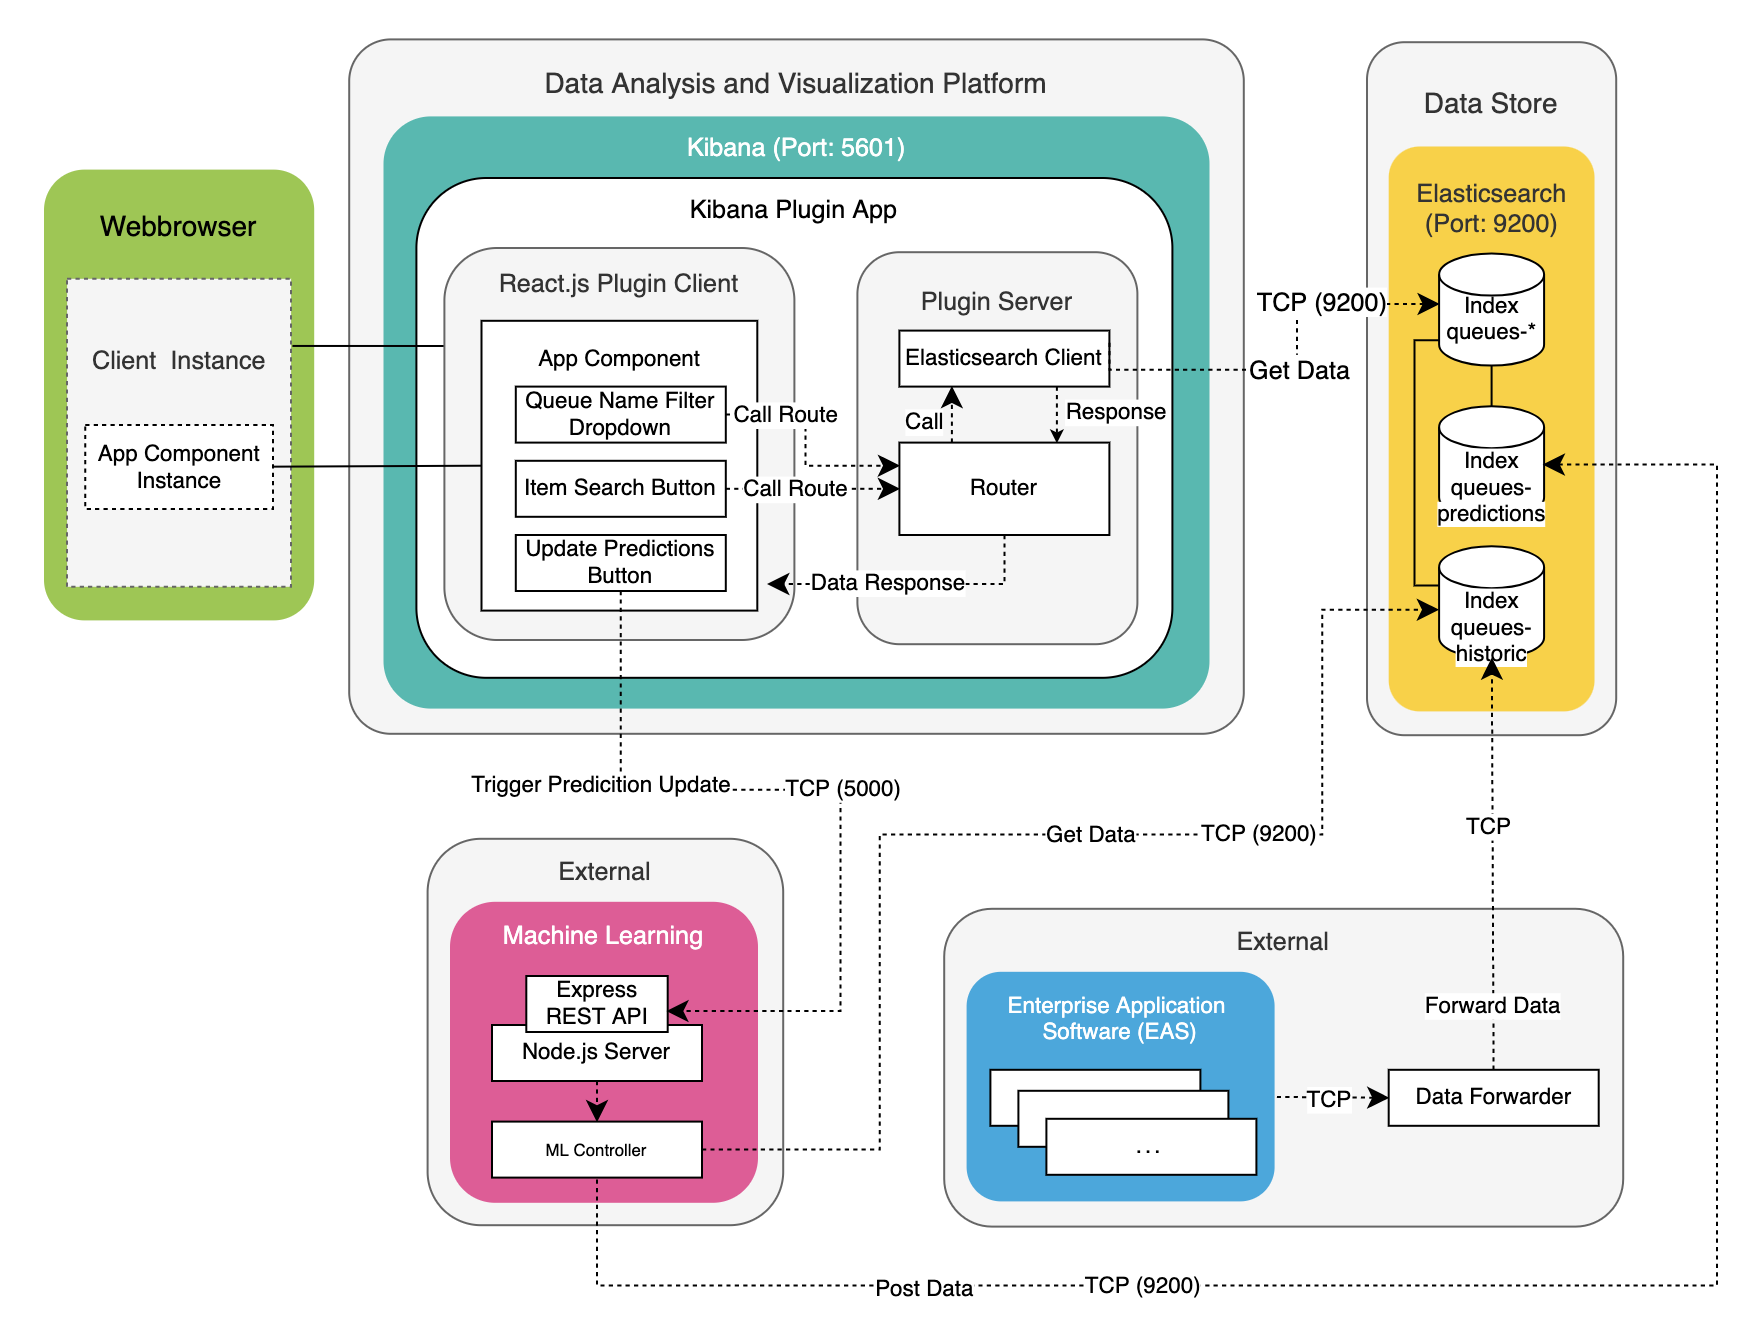 Data Analysis and Visualization Platform
Kibana (Port: 5601)
Kibana Plugin App
Webbrowser
Client Instance
App Component
Instance
React.js Plugin Client
App Component
Queue Name Filter
Dropdown
Item Search Button
Update Predictions
Button
Call Route
Call Route
Data Response
Plugin Server
Elasticsearch Client
Call
Response
Router
TCP (9200)
Get Data
Data Store
Elasticsearch
(Port: 9200)
Index
queues-*
Index
queues-
predictions
Index
queues-
historic
Trigger Predicition Update
TCP (5000)
Get Data
TCP (9200)
TCP
External
Machine Learning
Express
REST API
Node.js Server
ML Controller
External
Enterprise Application
Software (EAS)
...
TCP
Forward Data
Data Forwarder
Post Data
TCP (9200)